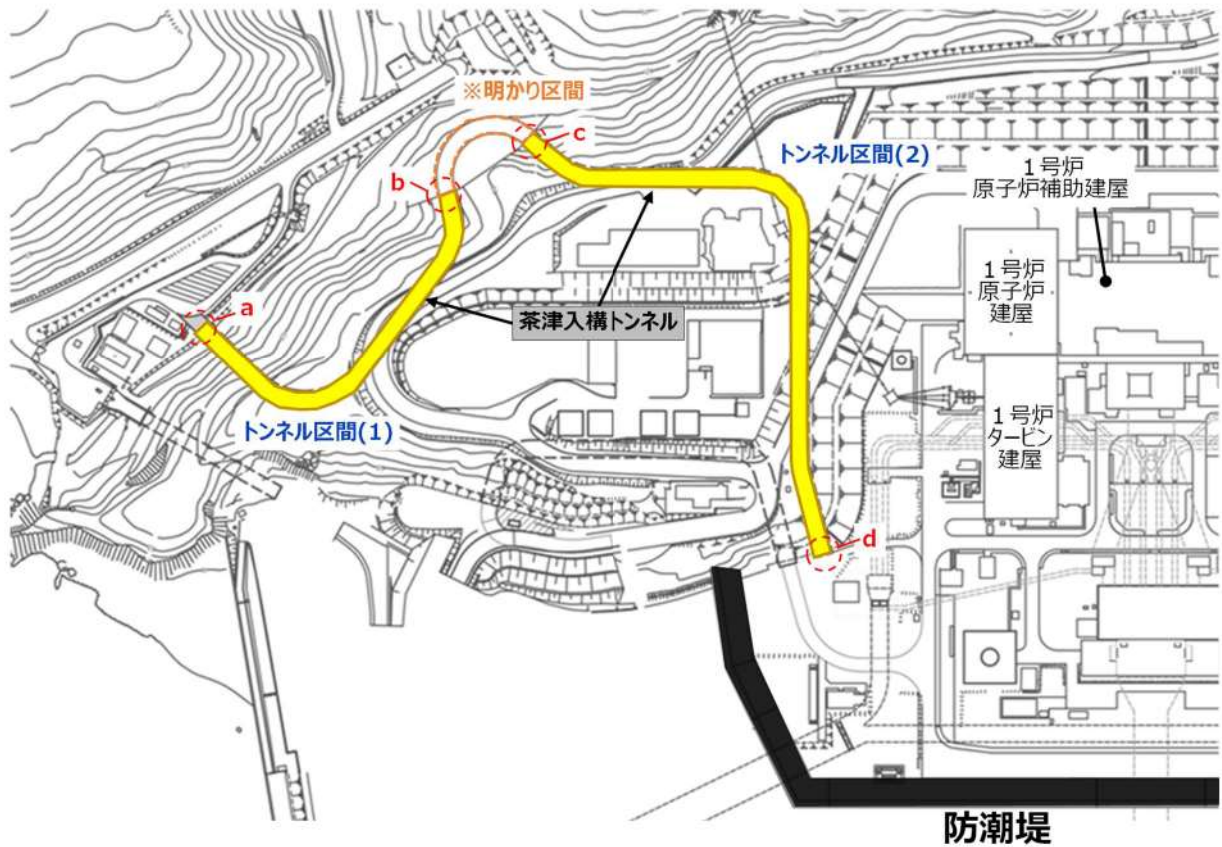 ※明かり区間
c
トンネル区間(2)
b
1号炉
原子炉補助建屋
1号炉
原子炉
建屋
a
茶津入構トンネル
トンネル区間(1)
1号炉
タービン
建屋
d
防潮堤